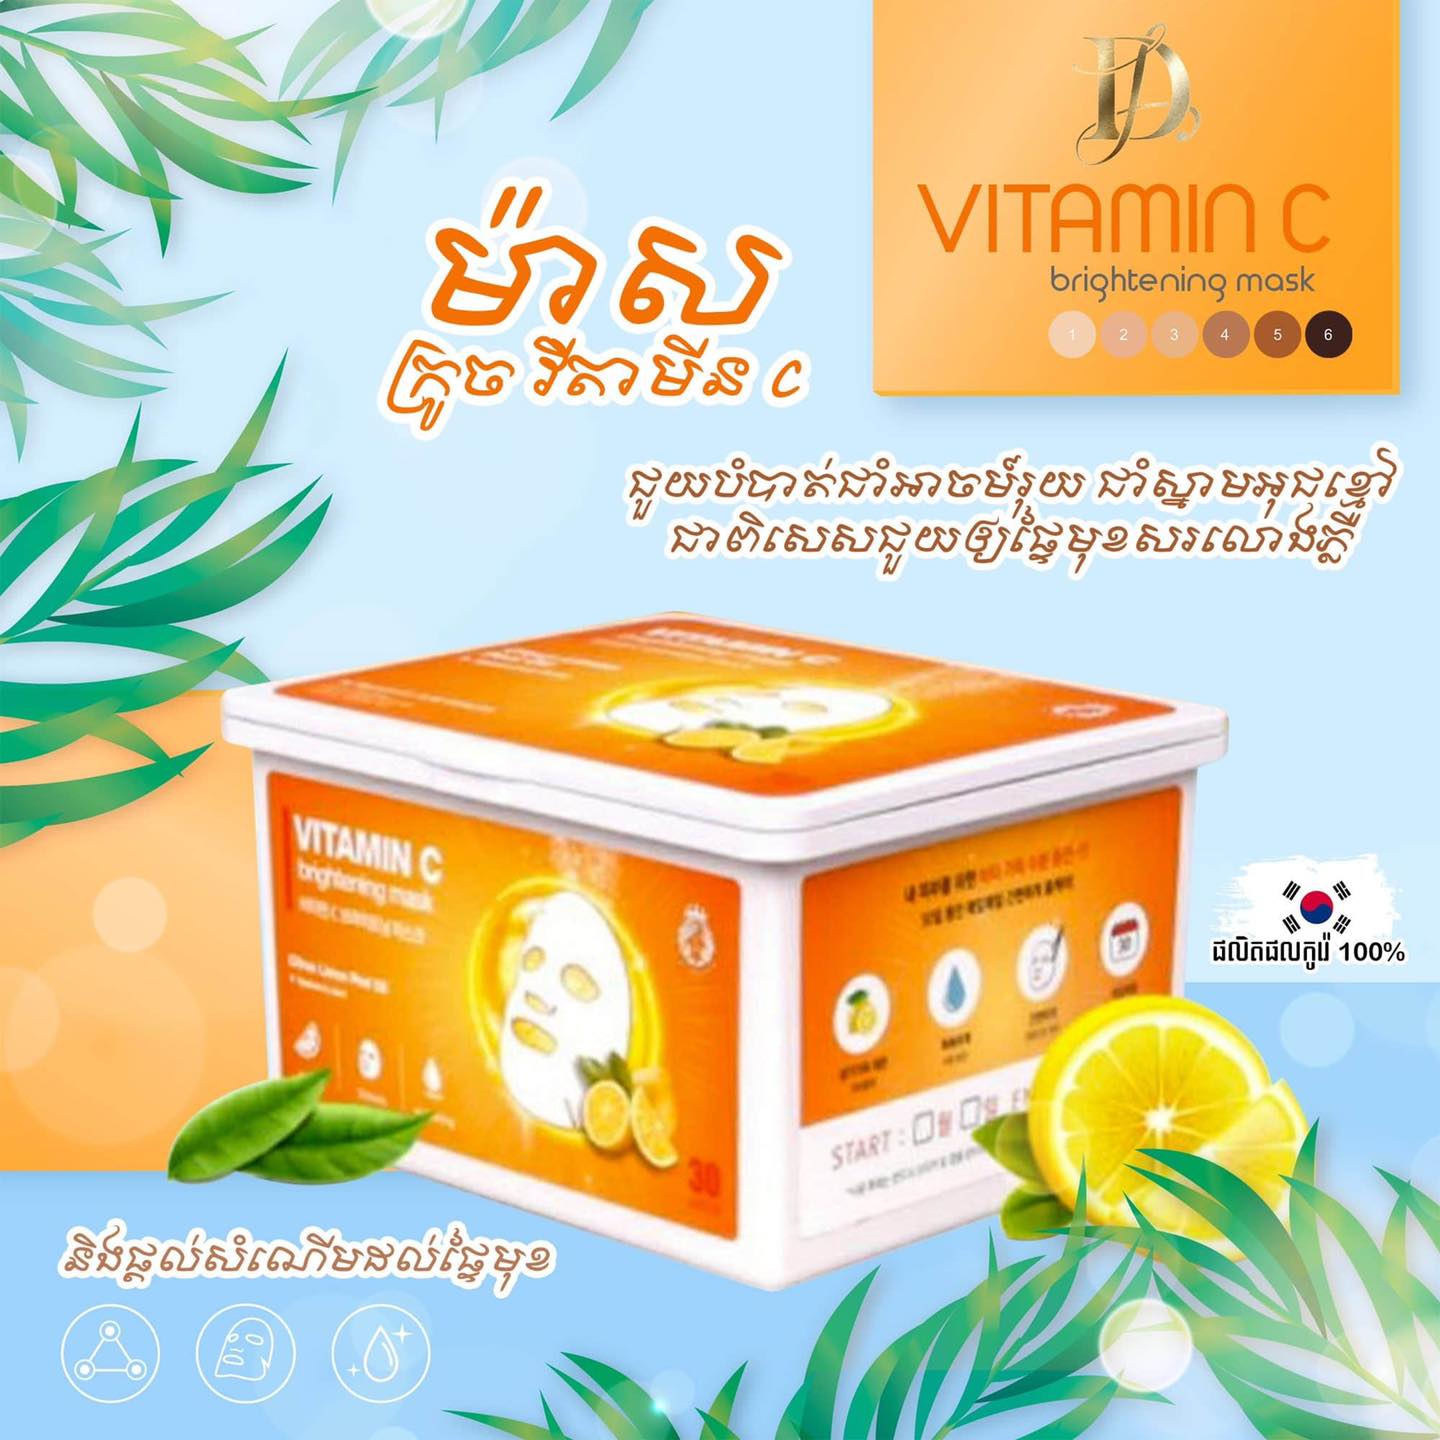 VITAMIN C
brightening mask
1 2 3 4 5 6
ម៉ាស
ក្រូច វីតាមីន C
ជួយបំបាត់ជាំអាចម៍រុយ ជាំស្នាមអុជខ្មៅ
ជាពិសេសជួយឲ្យផ្ទៃមុខសរលោងភ្លឺ
VITAMIN C
VITAMIN C
brightening mask
30
START : 월 일
ផលិតផលកូរ៉េ 100%
និងផ្តល់សំណើមដល់ផ្ទៃមុខ